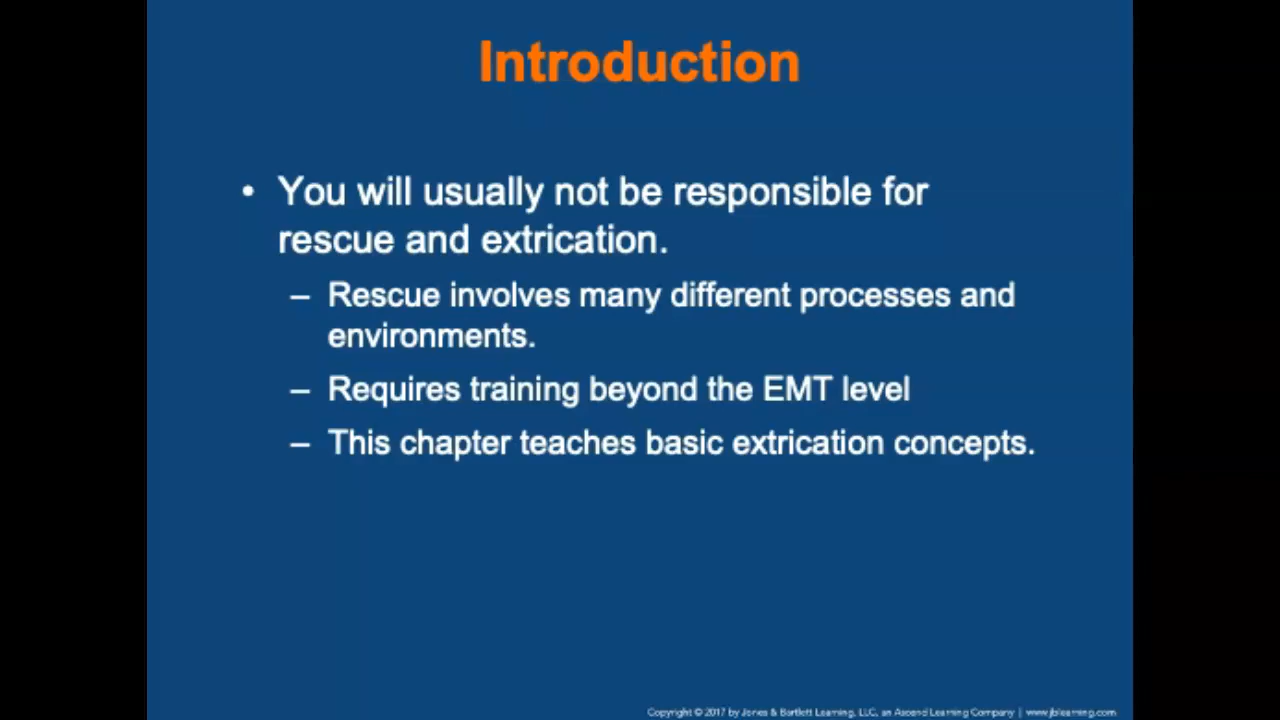 Introduction
• You will usually not be responsible for
rescue and extrication.
– Rescue involves many different processes and
environments.
– Requires training beyond the EMT level
– This chapter teaches basic extrication concepts.
Copyright © 2017 by Jones & Bartlett Learning, LLC, an Ascend Learning Company | www.jblearning.com